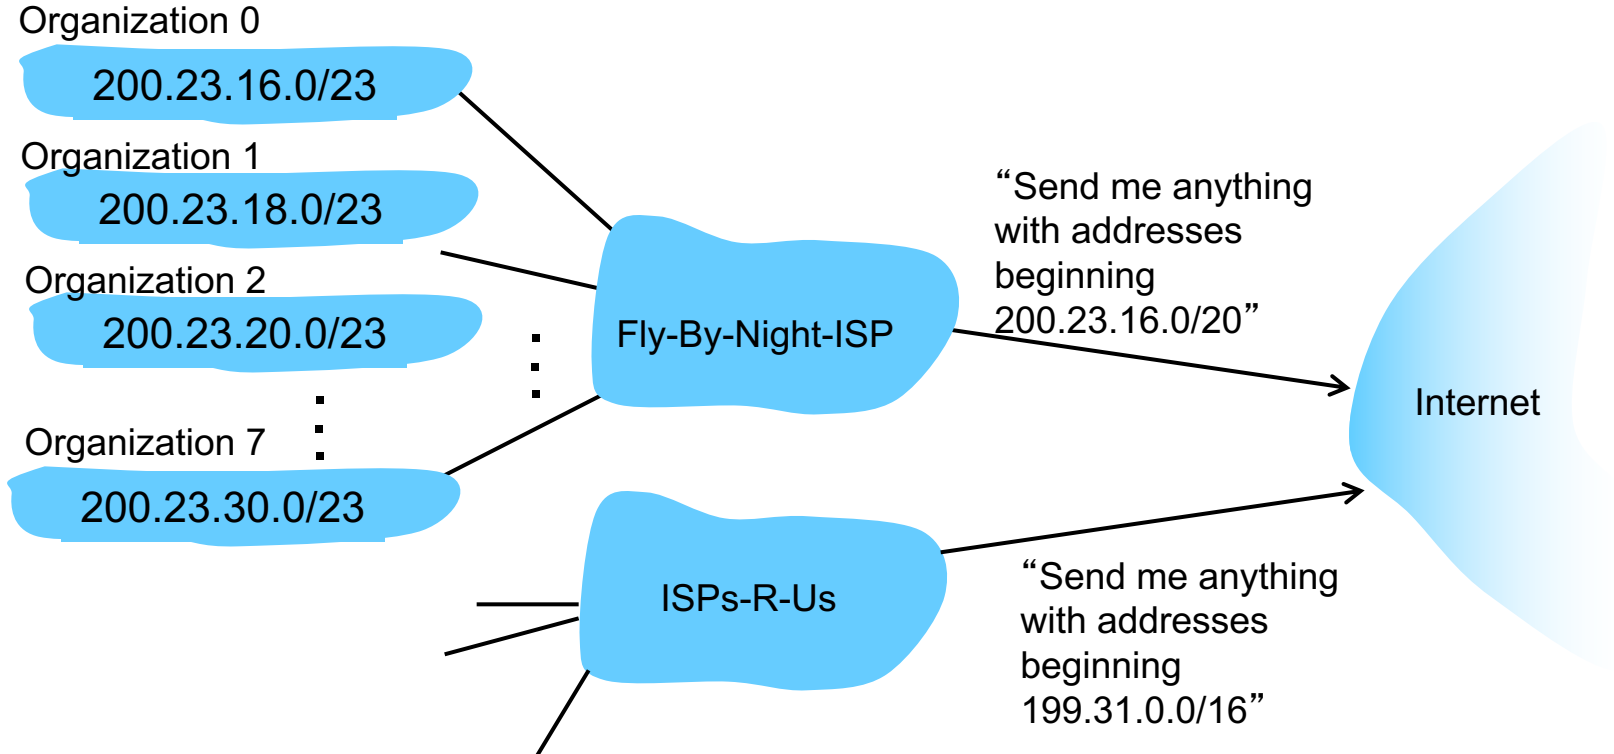 Organization 0
200.23.16.0/23
Organization 1
200.23.18.0/23
Organization 2
200.23.20.0/23
Organization 7
200.23.30.0/23
Fly-By-Night-ISP
“Send me anything
with addresses
beginning
200.23.16.0/20”
Internet
ISPs-R-Us
“Send me anything
with addresses
beginning
199.31.0.0/16”